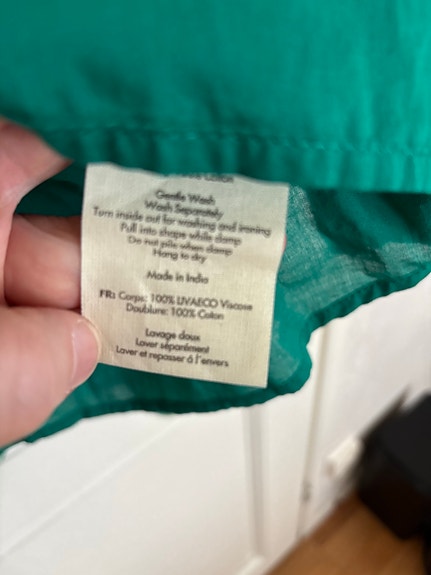 Gentle Wash
Wash Separately
Turn inside out for washing and ironing
Pull into shape while damp
Do not pile when damp
Hang to dry
Made in India
FR: Corps: 100% LIVAECO Viscose
Doublure: 100% Coton
Lavage doux
Laver séparément
Laver et repasser à l'envers